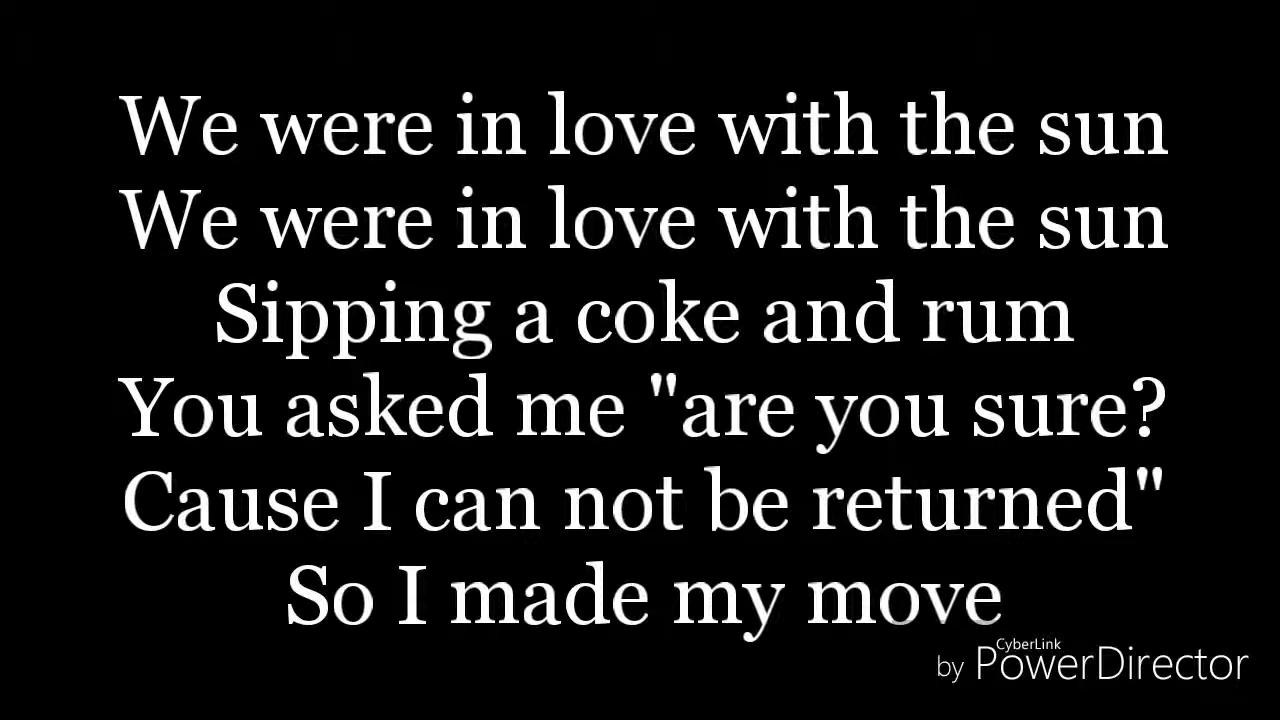 We were in love with the sun
We were in love with the sun
Sipping a coke and rum
You asked me "are you sure?
Cause I can not be returned"
So I made my move
CyberLink
by PowerDirector